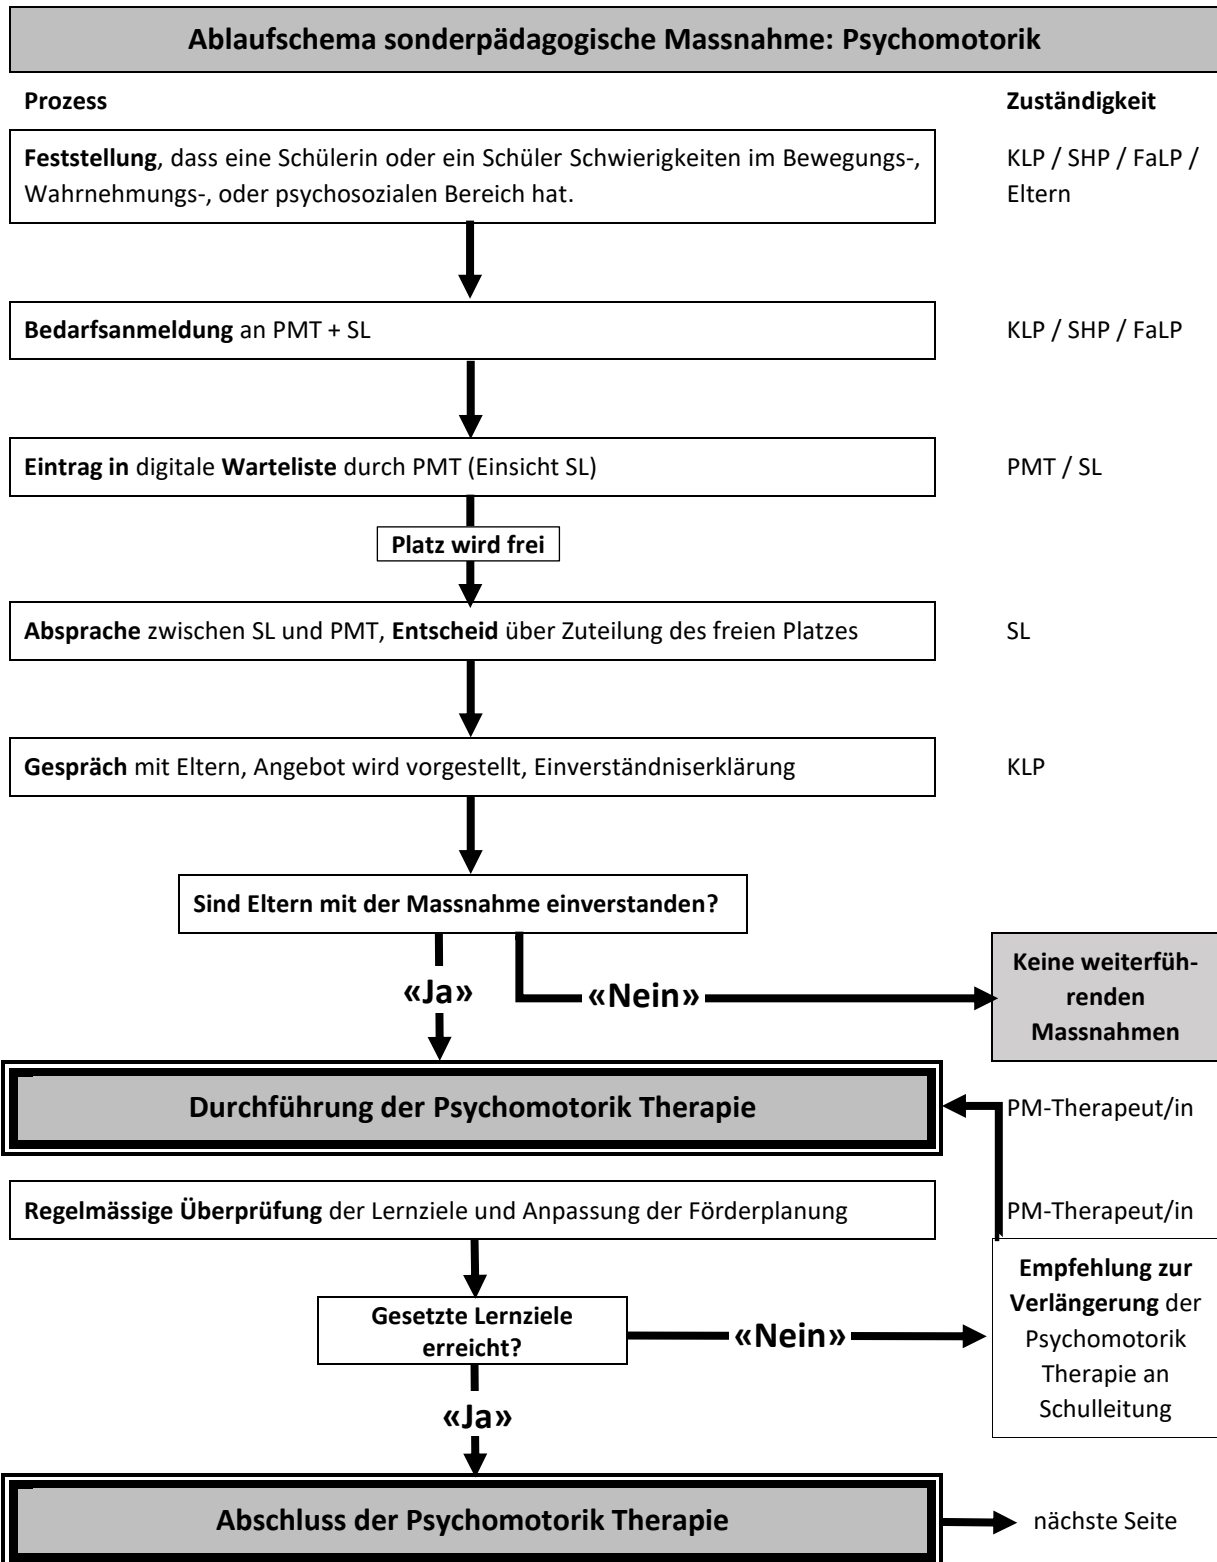 Ablaufschema sonderpädagogische Massnahme: Psychomotorik
Prozess
Zuständigkeit
Feststellung, dass eine Schülerin oder ein Schüler Schwierigkeiten im Bewegungs-,
Wahrnehmungs-, oder psychosozialen Bereich hat.
KLP / SHP / FaLP /
Eltern
Bedarfsanmeldung an PMT + SL
KLP / SHP / FaLP
Eintrag in digitale Warteliste durch PMT (Einsicht SL)
PMT / SL
Platz wird frei
Absprache zwischen SL und PMT, Entscheid über Zuteilung des freien Platzes
SL
Gespräch mit Eltern, Angebot wird vorgestellt, Einverständniserklärung
KLP
Sind Eltern mit der Massnahme einverstanden?
«Ja»
«Nein»
Keine weiterfüh-
renden
Massnahmen
Durchführung der Psychomotorik Therapie
PM-Therapeut/in
Regelmässige Überprüfung der Lernziele und Anpassung der Förderplanung
PM-Therapeut/in
Gesetzte Lernziele
erreicht?
«Nein»
Empfehlung zur
Verlängerung der
Psychomotorik
Therapie an
Schulleitung
«Ja»
Abschluss der Psychomotorik Therapie
nächste Seite